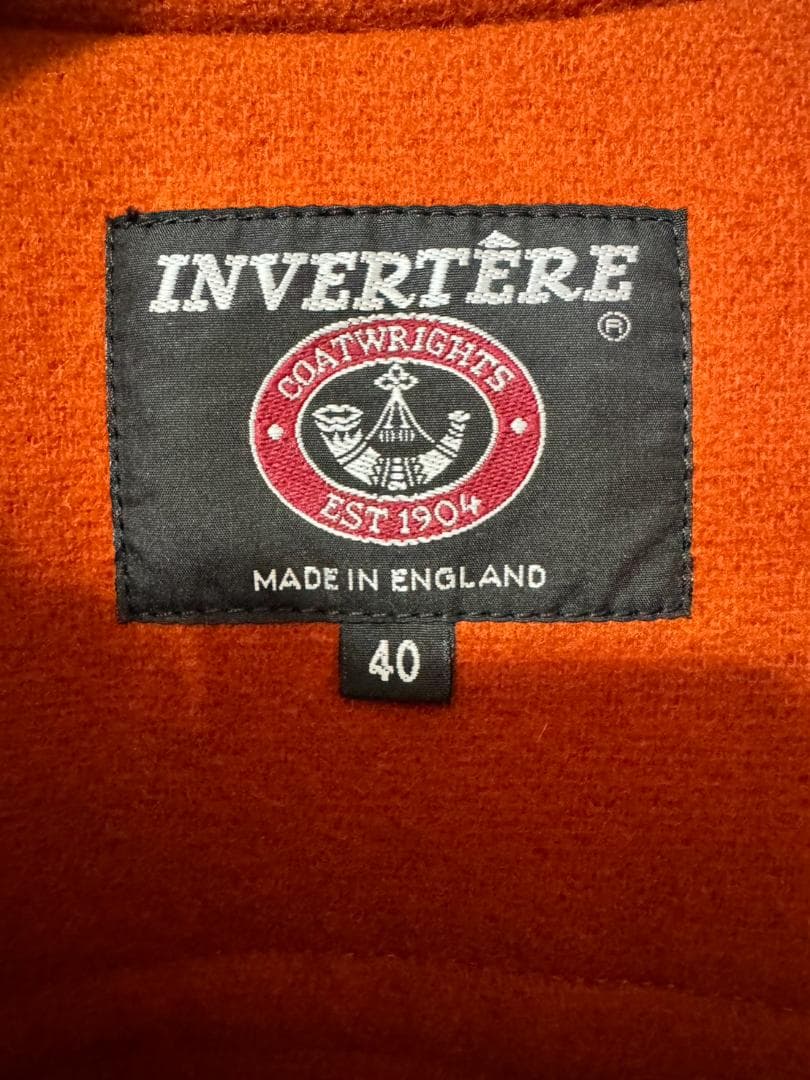 INVERTÊRE
®
COATWRIGHTS
EST 1904
MADE IN ENGLAND
40